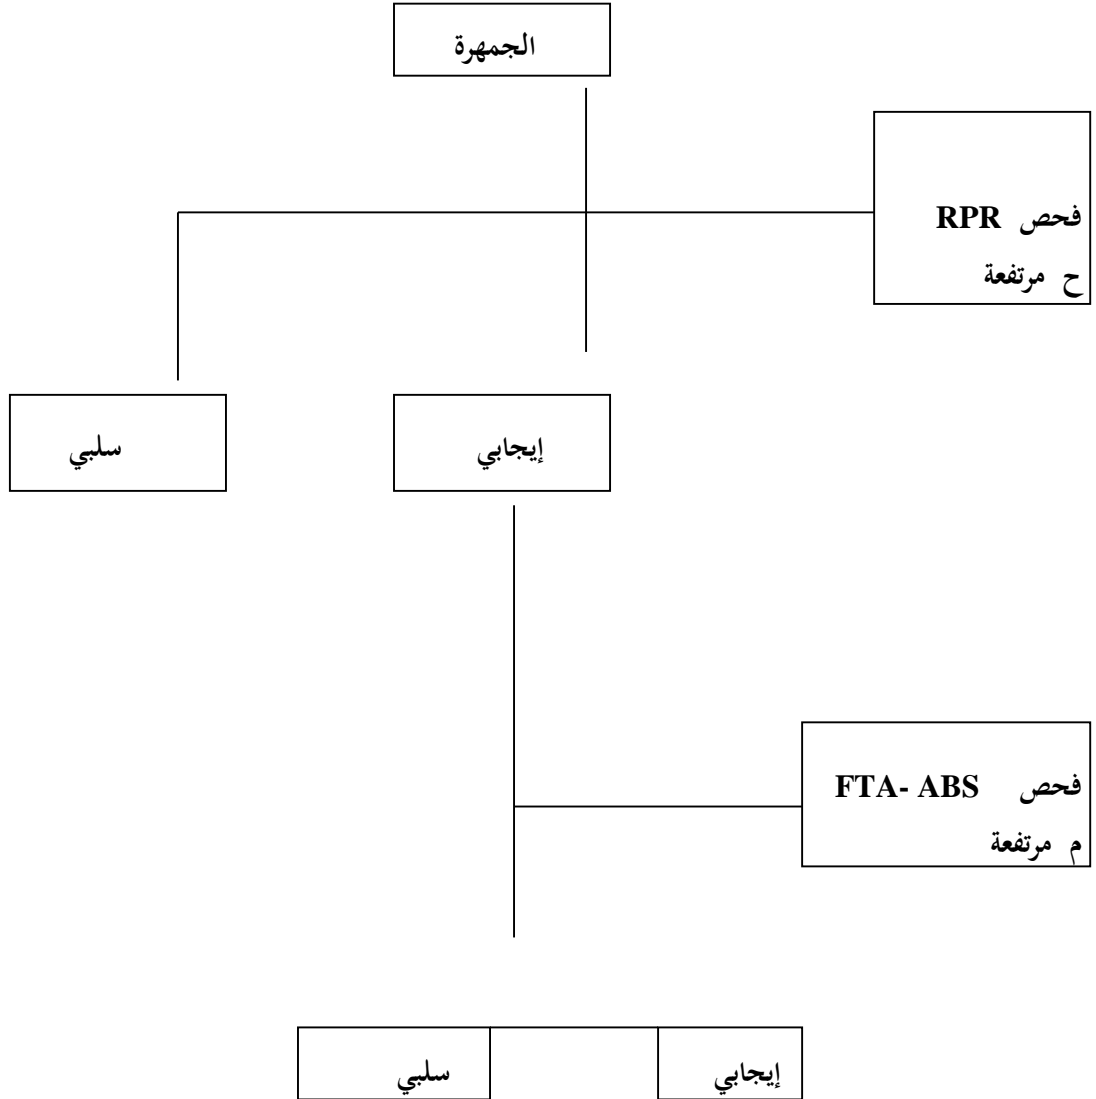 الجمهرة
فحص RPR
ح مرتفعة
إيجابي
سلبي
فحص FTA- ABS
م مرتفعة
إيجابي
سلبي